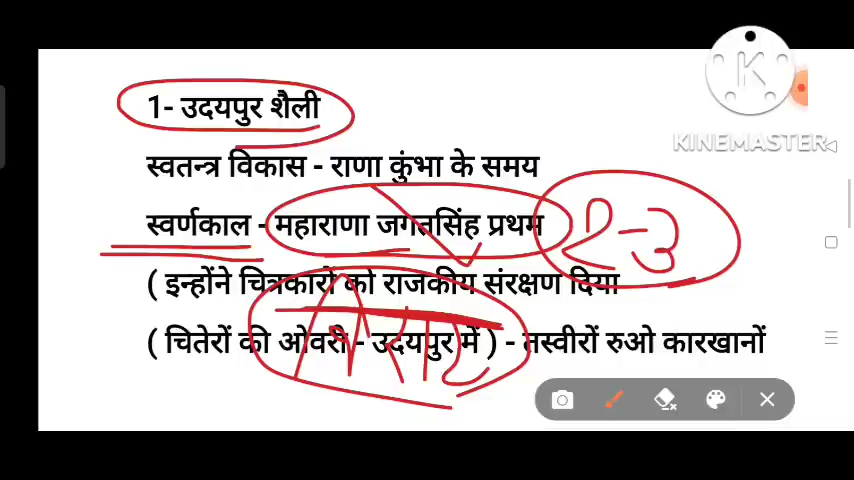 1- उदयपुर शैली
स्वतन्त्र विकास - राणा कुंभा के समय
स्वर्णकाल - महाराणा जगतसिंह प्रथम
2-3
( इन्होंने चित्रकारों को राजकीय संरक्षण दिया
( चितेरों की ओवरी - उदयपुर में ) - तस्वीरों रुओ कारखानों
K
KINEMASTER